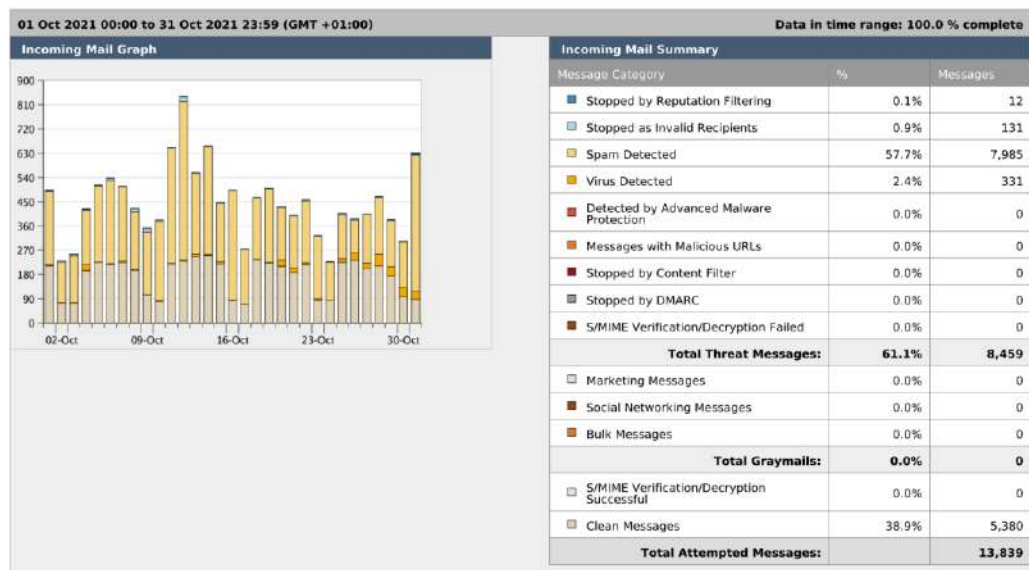 01 Oct 2021 00:00 to 31 Oct 2021 23:59 (GMT +01:00) Data in time range: 100.0 % complete
Incoming Mail Graph
900
810
720
630
540
450
360
270
180
90
0
02-Oct 09-Oct 16-Oct 23-Oct 30-Oct
Incoming Mail Summary
Message Category % Messages
Stopped by Reputation Filtering 0.1% 12
Stopped as Invalid Recipients 0.9% 131
Spam Detected 57.7% 7,985
Virus Detected 2.4% 331
Detected by Advanced Malware
Protection 0.0% 0
Messages with Malicious URLs 0.0% 0
Stopped by Content Filter 0.0% 0
Stopped by DMARC 0.0% 0
S/MIME Verification/Decryption Failed 0.0% 0
Total Threat Messages: 61.1% 8,459
Marketing Messages 0.0% 0
Social Networking Messages 0.0% 0
Bulk Messages 0.0% 0
Total Graymails: 0.0% 0
S/MIME Verification/Decryption
Successful 0.0% 0
Clean Messages 38.9% 5,380
Total Attempted Messages: 13,839